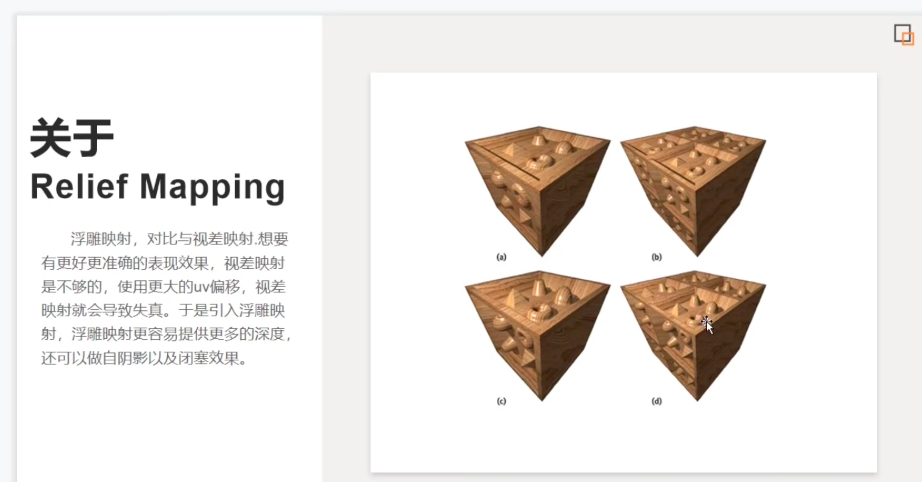 关于
Relief Mapping
浮雕映射，对比与视差映射.想要
有更好更准确的表现效果，视差映射
是不够的，使用更大的uv偏移，视差
映射就会导致失真。于是引入浮雕映
射，浮雕映射更容易提供更多的深度，
还可以做自阴影以及闭塞效果。
(a)
(b)
(c)
(d)